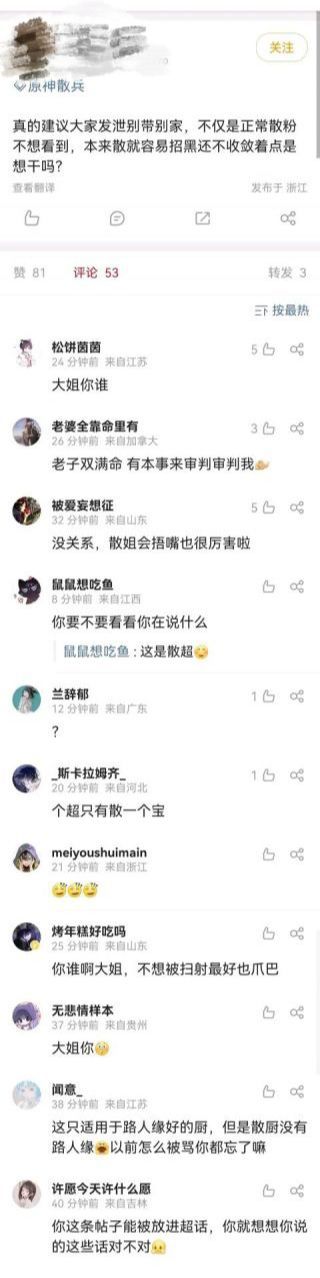 关注
原神散兵
真的建议大家发泄别带别家，不仅是正常散粉
不想看到，本来散就容易招黑还不收敛着点是
想干吗？
查看翻译 发布于 浙江
赞 81 评论 53 转发 3
按最热
松饼茵茵
24 分钟前 来自江苏
5
大姐你谁
老婆全靠命里有
26 分钟前 来自加拿大
3
老子双满命 有本事来审判审判我
被爱妄想征
32 分钟前 来自山东
5
没关系，散姐会捂嘴也很厉害啦
鼠鼠想吃鱼
8 分钟前 来自江西
你要不要看看你在说什么
鼠鼠想吃鱼：这是散超
兰辞郁
12 分钟前 来自广东
1
？
_斯卡拉姆齐_
20 分钟前 来自河北
1
个超只有散一个宝
meiyoushuimain
21 分钟前 来自浙江
烤年糕好吃吗
25 分钟前 来自山东
你谁啊大姐，不想被扫射最好也爪巴
无悲情样本
37 分钟前 来自贵州
大姐你
闻意_
38 分钟前 来自江苏
这只适用于路人缘好的厨，但是散厨没有
路人缘以前怎么被骂你都忘了嘛
许愿今天许什么愿
40 分钟前 来自吉林
你这条帖子能被放进超话，你就想想你说
的这些话对不对